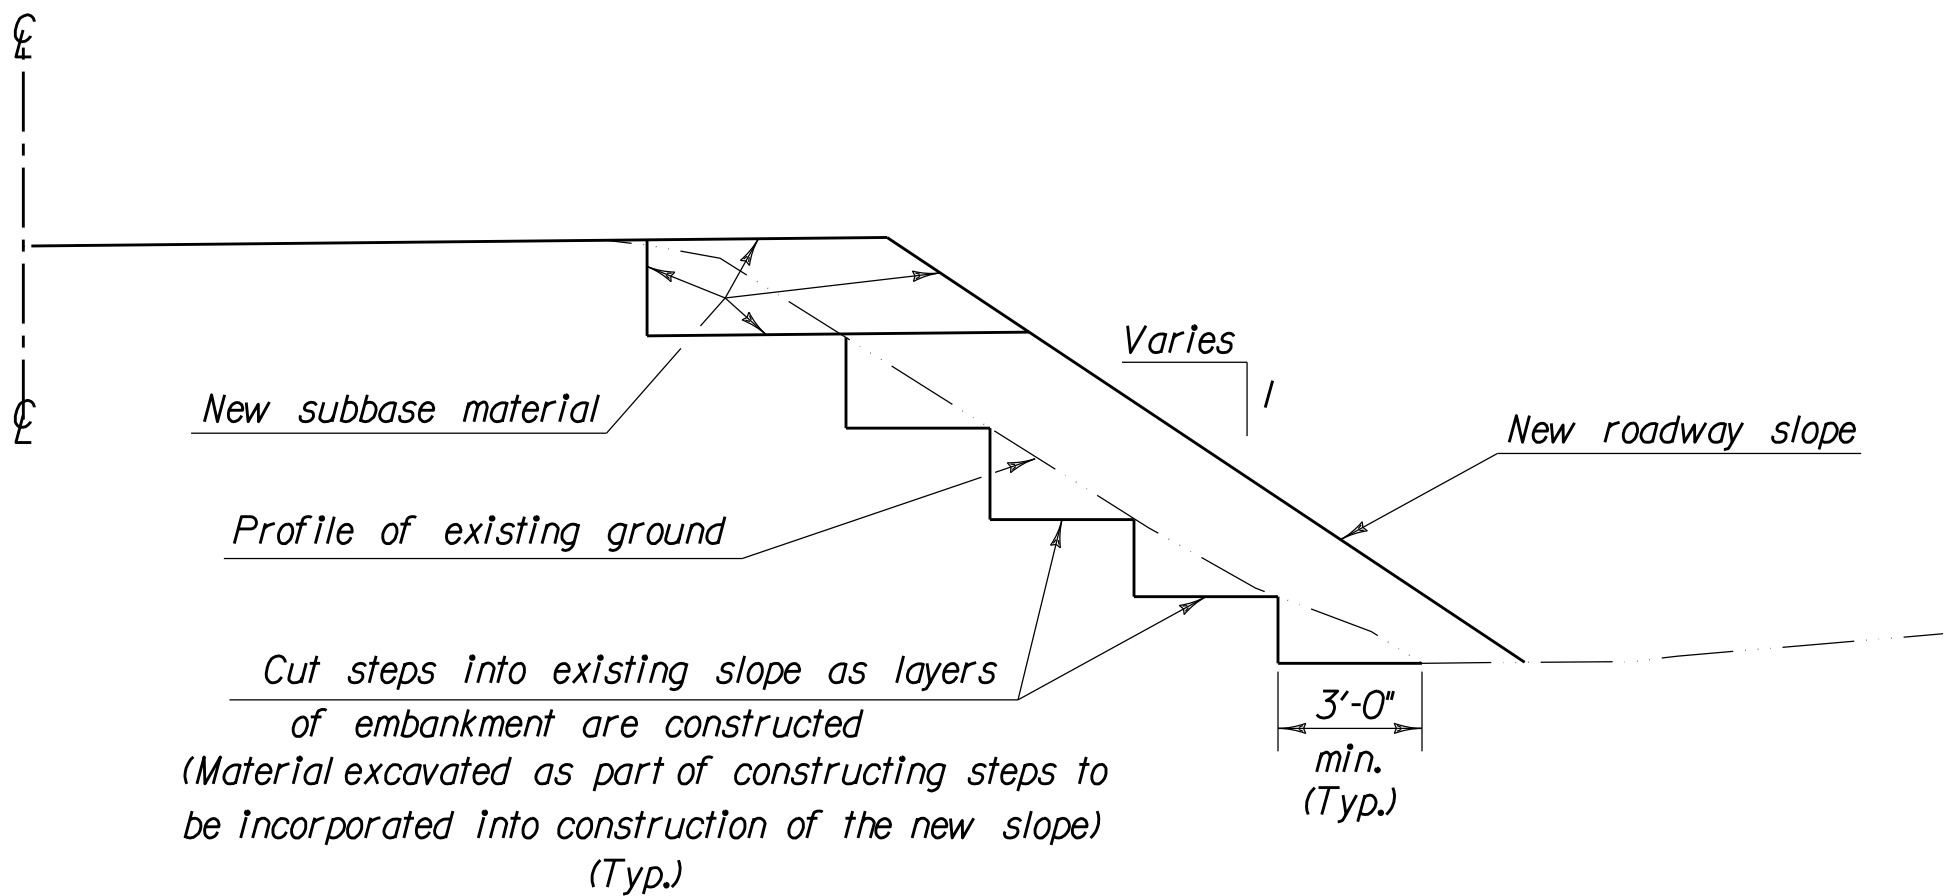 ℄
℄
Varies
1
New subbase material
New roadway slope
Profile of existing ground
Cut steps into existing slope as layers
of embankment are constructed
(Material excavated as part of constructing steps to
be incorporated into construction of the new slope)
(Typ.)
3'-0"
min.
(Typ.)